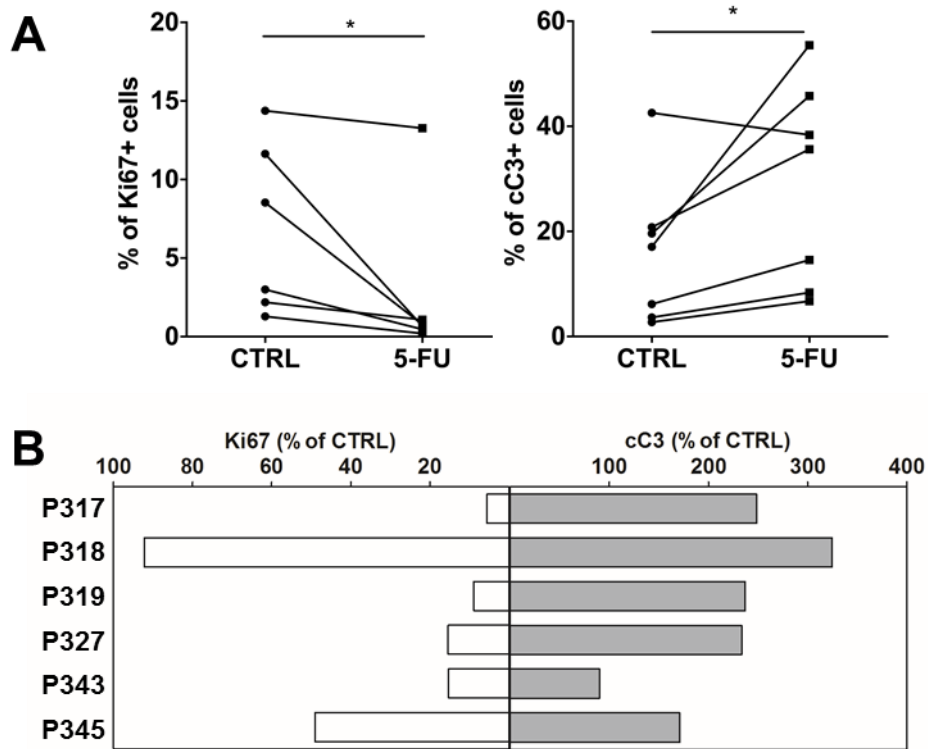 A
% of Ki67+ cells
20
15
10
5
0
CTRL 5-FU
*
% of cC3+ cells
60
40
20
0
CTRL 5-FU
*
B
Ki67 (% of CTRL) cC3 (% of CTRL)
100 80 60 40 20 100 200 300 400
P317
P318
P319
P327
P343
P345